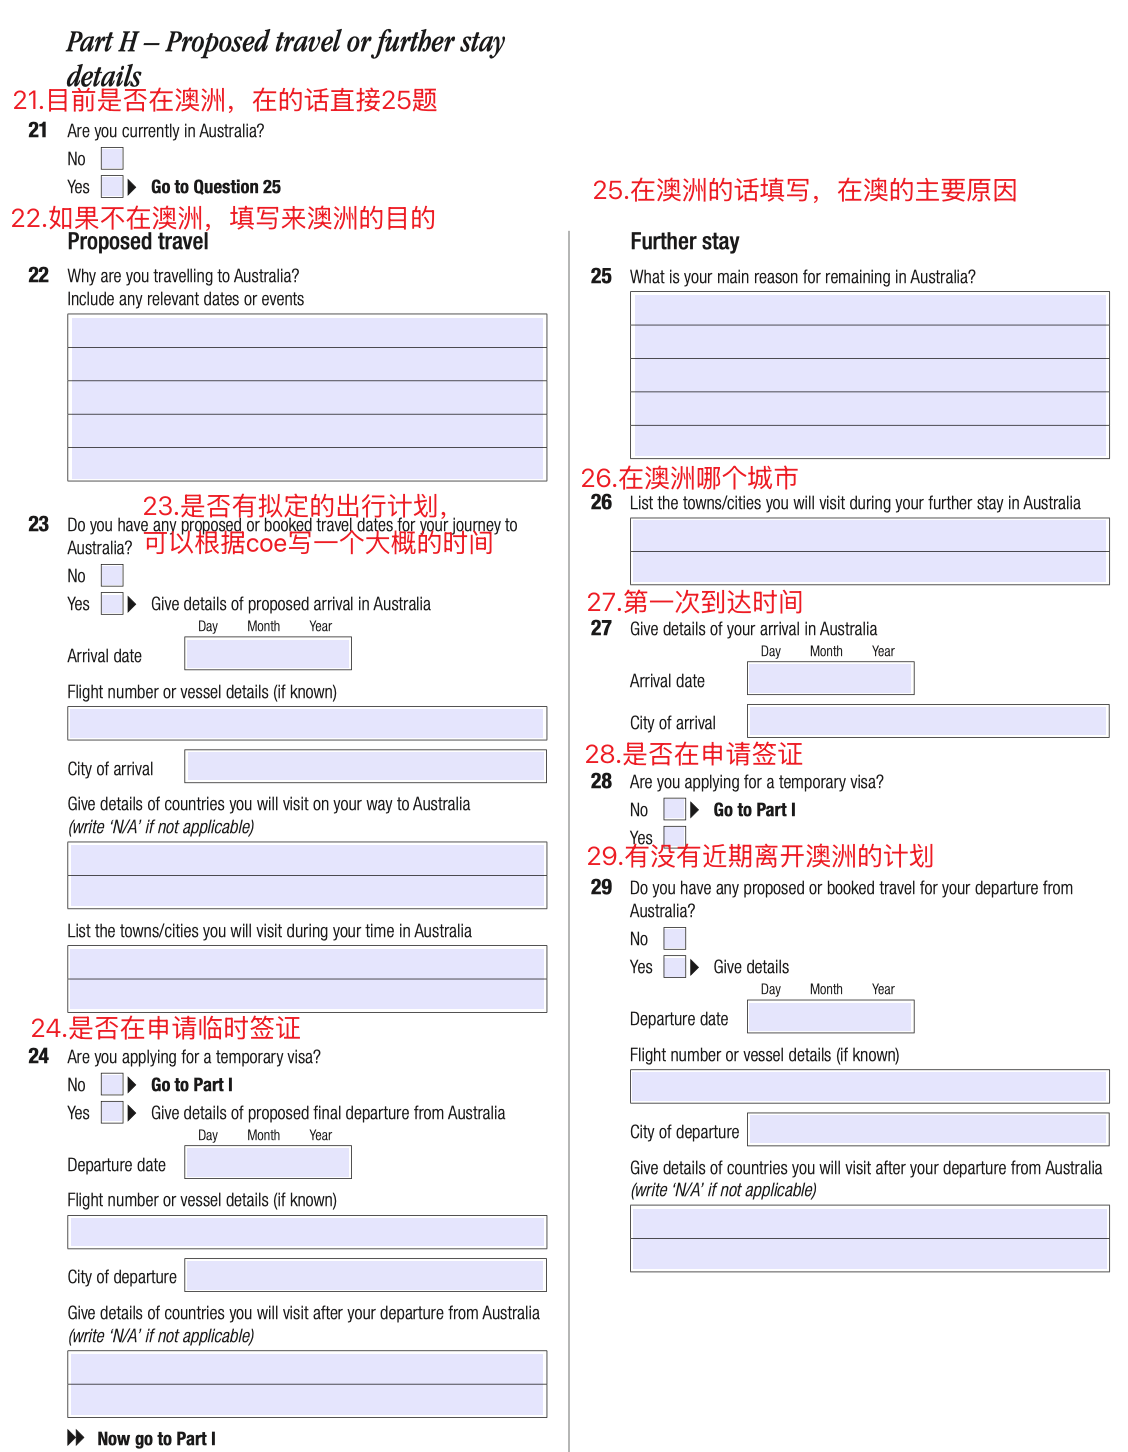 Part H – Proposed travel or further stay
details
21.目前是否在澳洲，在的话直接25题
21 Are you currently in Australia?
No
Yes Go to Question 25
22.如果不在澳洲，填写来澳洲的目的
Proposed travel
22 Why are you travelling to Australia?
Include any relevant dates or events
23.是否有拟定的出行计划，
23 Do you have any proposed or booked travel dates for your journey to
Australia?
可以根据coe写一个大概的时间
No
Yes Give details of proposed arrival in Australia
Day Month Year
Arrival date
Flight number or vessel details (if known)
City of arrival
Give details of countries you will visit on your way to Australia
(write ‘N/A’ if not applicable)
List the towns/cities you will visit during your time in Australia
24.是否在申请临时签证
24 Are you applying for a temporary visa?
No Go to Part I
Yes Give details of proposed final departure from Australia
Day Month Year
Departure date
Flight number or vessel details (if known)
City of departure
Give details of countries you will visit after your departure from Australia
(write ‘N/A’ if not applicable)
Now go to Part I
25.在澳洲的话填写，在澳的主要原因
Further stay
25 What is your main reason for remaining in Australia?
26.在澳洲哪个城市
26 List the towns/cities you will visit during your further stay in Australia
27.第一次到达时间
27 Give details of your arrival in Australia
Day Month Year
Arrival date
City of arrival
28.是否在申请签证
28 Are you applying for a temporary visa?
No Go to Part I
Yes
29.有没有近期离开澳洲的计划
29 Do you have any proposed or booked travel for your departure from
Australia?
No
Yes Give details
Day Month Year
Departure date
Flight number or vessel details (if known)
City of departure
Give details of countries you will visit after your departure from Australia
(write ‘N/A’ if not applicable)